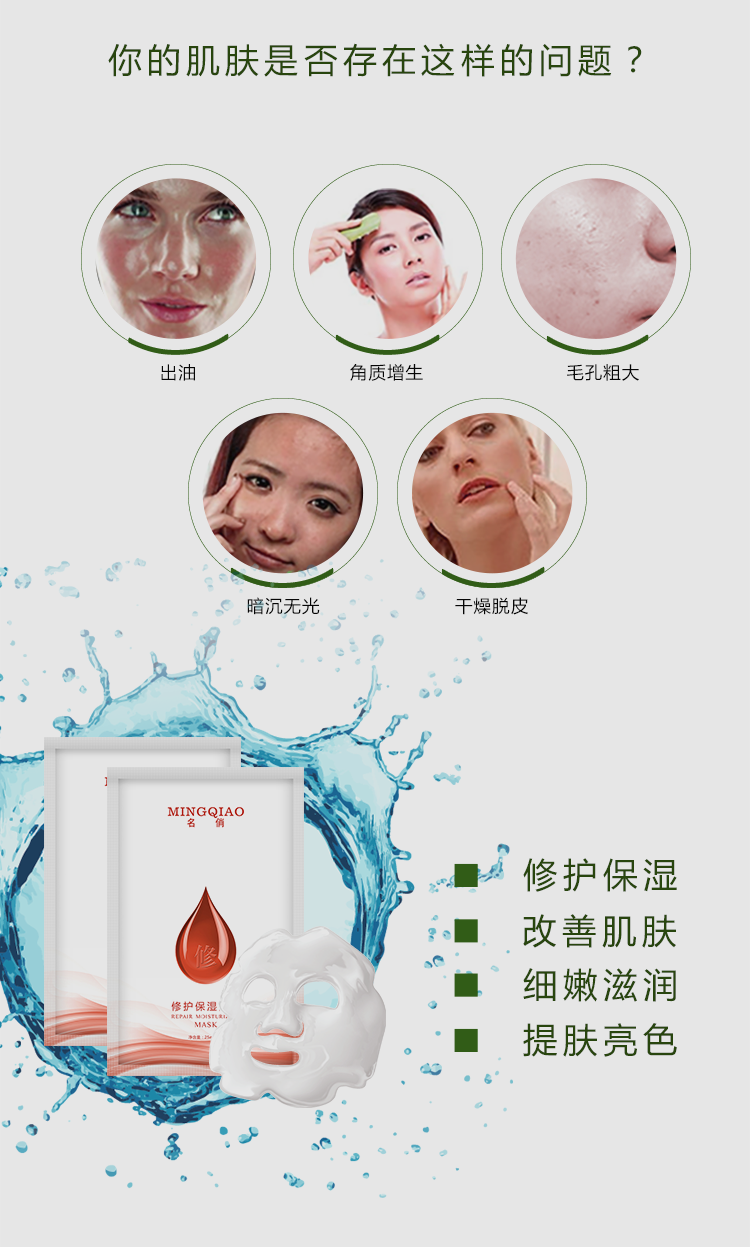 你的肌肤是否存在这样的问题？
出油
角质增生
毛孔粗大
暗沉无光
干燥脱皮
MINGQIAO
名 俏
修
修护保湿
REPAIR MOISTURI
MASK
修护保湿
改善肌肤
细嫩滋润
提肤亮色